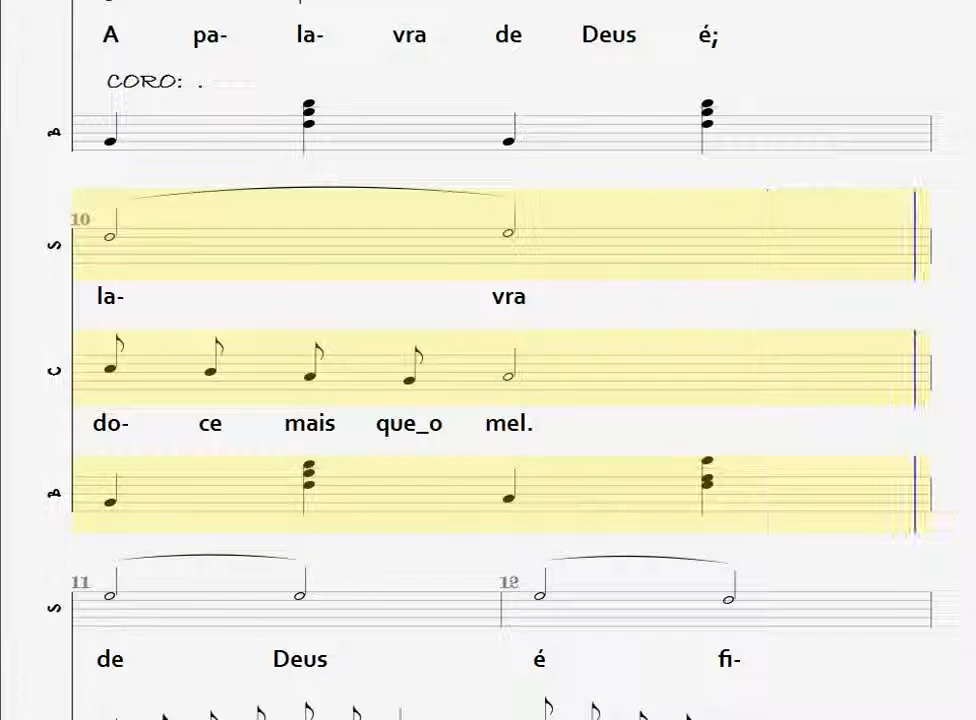 A pa- la- vra de Deus é;
CORO: .
B
10
S
la- vra
C
do- ce mais que_o mel.
B
11 12
S
de Deus é fi-